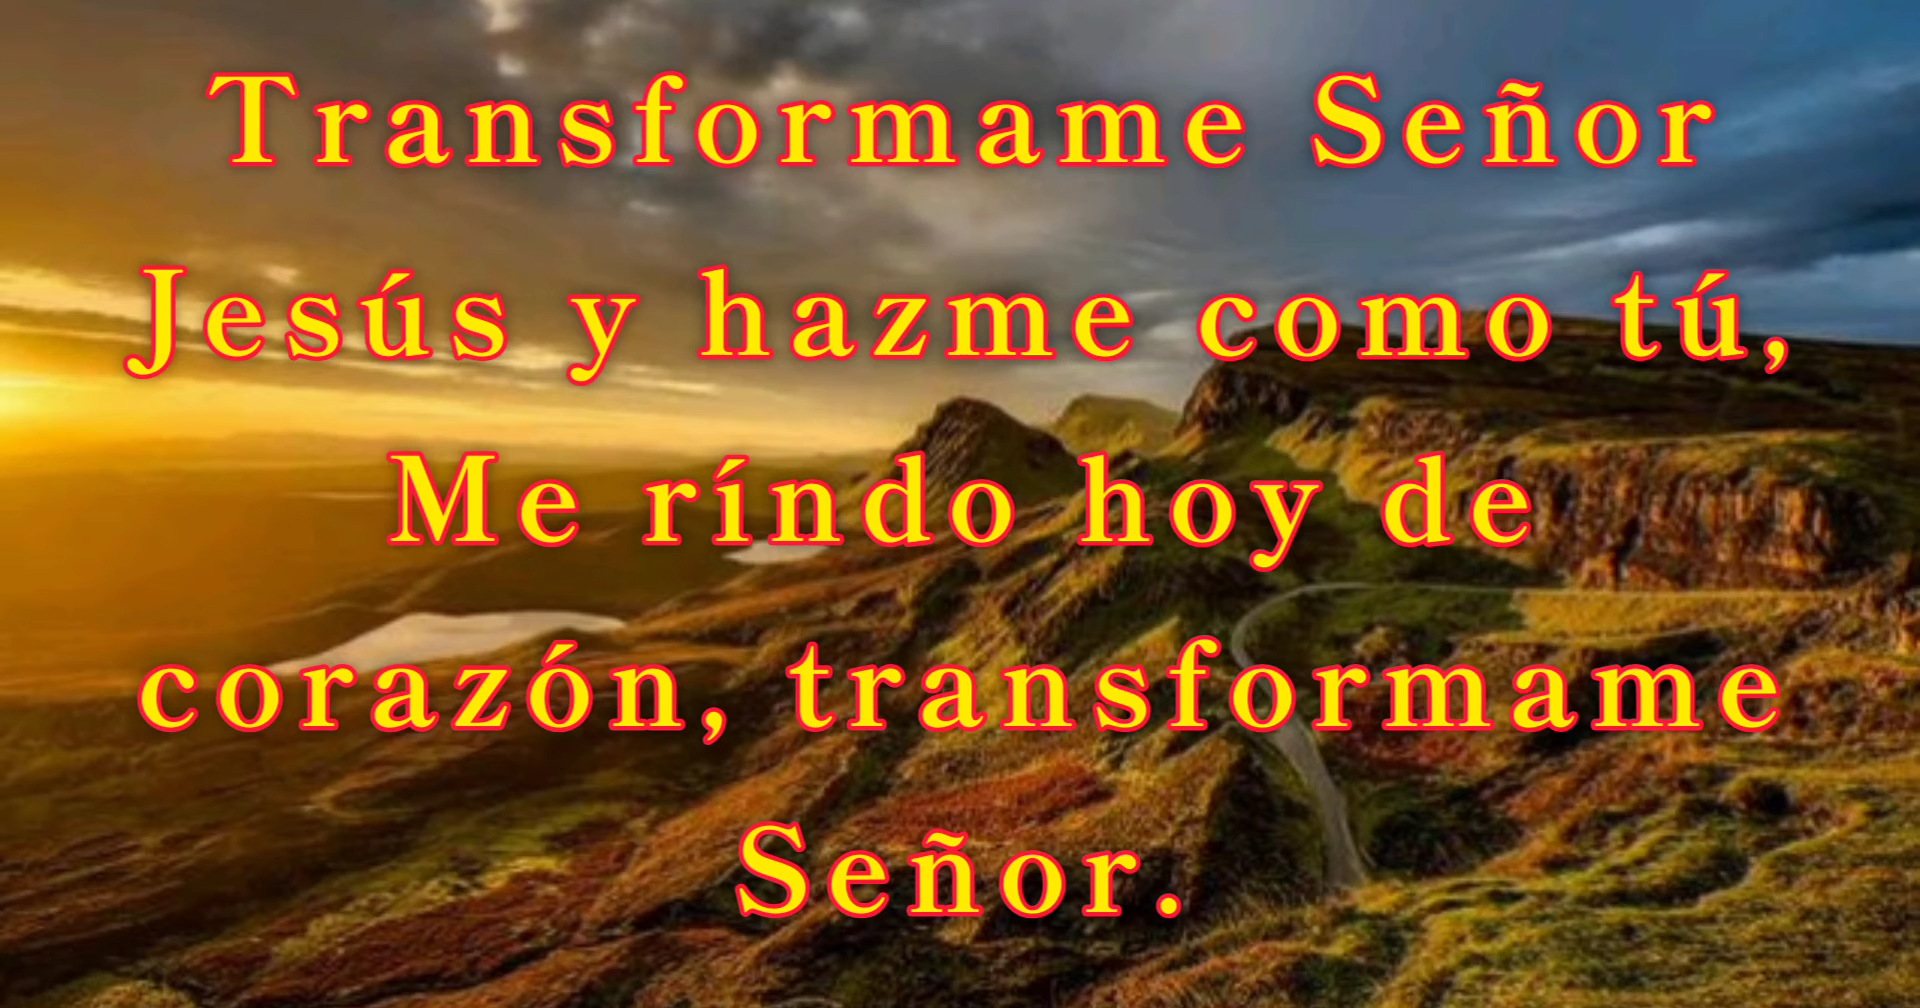 Transformame Señor
Jesús y hazme como tú,
Me ríndo hoy de
corazón, transformame
Señor.